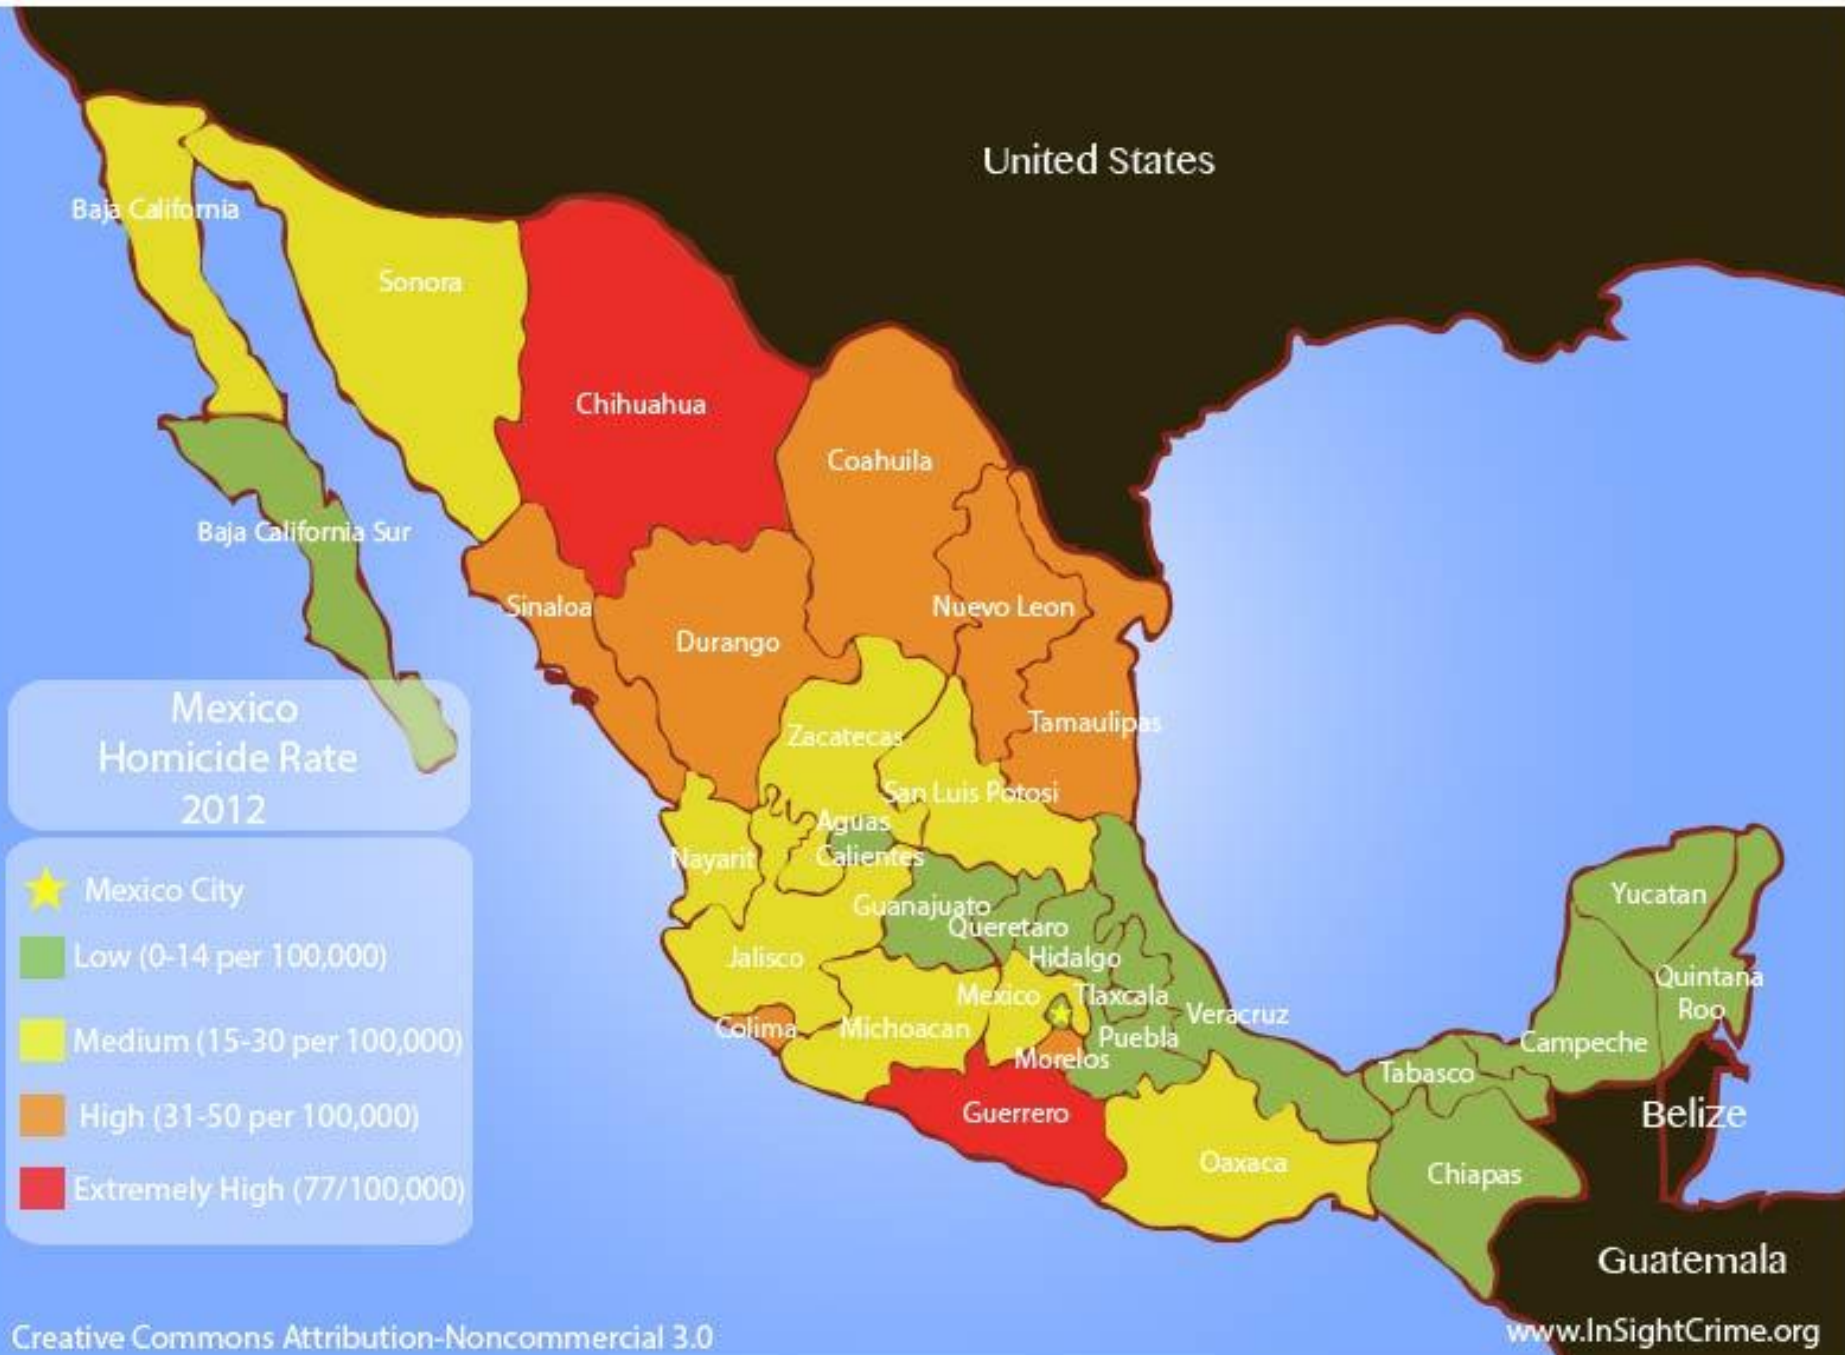 United States
Baja California
Sonora
Chihuahua
Coahuila
Baja California Sur
Sinaloa
Nuevo Leon
Durango
Tamaulipas
Zacatecas
San Luis Potosi
Aguas
Calientes
Nayarit
Guanajuato
Queretaro
Jalisco
Hidalgo
Mexico
Tlaxcala
Colima
Michoacan
Veracruz
Puebla
Morelos
Guerrero
Oaxaca
Yucatan
Quintana
Roo
Campeche
Tabasco
Chiapas
Belize
Guatemala
Mexico
Homicide Rate
2012
Mexico City
Low (0-14 per 100,000)
Medium (15-30 per 100,000)
High (31-50 per 100,000)
Extremely High (77/100,000)
Creative Commons Attribution-Noncommercial 3.0
www.InSightCrime.org